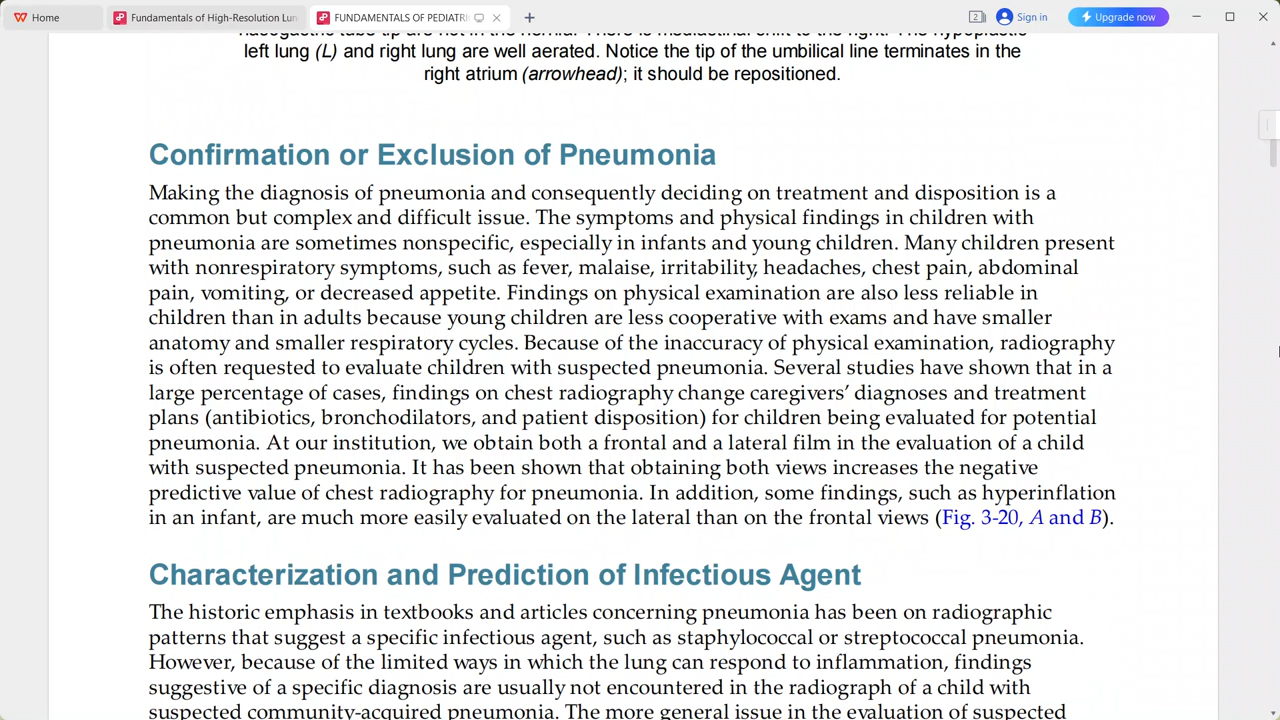 Home
Fundamentals of High-Resolution Lun
FUNDAMENTALS OF PEDIATRI
2
Sign in
Upgrade now
left lung (L) and right lung are well aerated. Notice the tip of the umbilical line terminates in the
right atrium (arrowhead); it should be repositioned.
Confirmation or Exclusion of Pneumonia
Making the diagnosis of pneumonia and consequently deciding on treatment and disposition is a
common but complex and difficult issue. The symptoms and physical findings in children with
pneumonia are sometimes nonspecific, especially in infants and young children. Many children present
with nonrespiratory symptoms, such as fever, malaise, irritability, headaches, chest pain, abdominal
pain, vomiting, or decreased appetite. Findings on physical examination are also less reliable in
children than in adults because young children are less cooperative with exams and have smaller
anatomy and smaller respiratory cycles. Because of the inaccuracy of physical examination, radiography
is often requested to evaluate children with suspected pneumonia. Several studies have shown that in a
large percentage of cases, findings on chest radiography change caregivers’ diagnoses and treatment
plans (antibiotics, bronchodilators, and patient disposition) for children being evaluated for potential
pneumonia. At our institution, we obtain both a frontal and a lateral film in the evaluation of a child
with suspected pneumonia. It has been shown that obtaining both views increases the negative
predictive value of chest radiography for pneumonia. In addition, some findings, such as hyperinflation
in an infant, are much more easily evaluated on the lateral than on the frontal views (Fig. 3-20, A and B).
Characterization and Prediction of Infectious Agent
The historic emphasis in textbooks and articles concerning pneumonia has been on radiographic
patterns that suggest a specific infectious agent, such as staphylococcal or streptococcal pneumonia.
However, because of the limited ways in which the lung can respond to inflammation, findings
suggestive of a specific diagnosis are usually not encountered in the radiograph of a child with
suspected community-acquired pneumonia. The more general issue in the evaluation of suspected